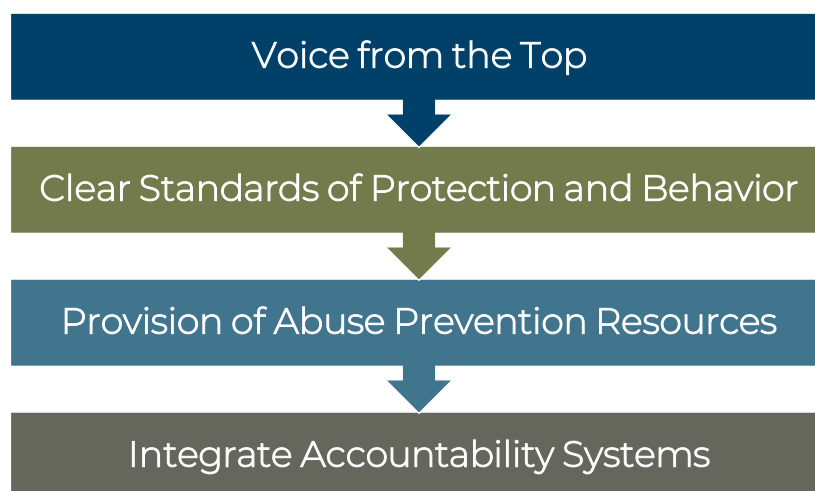 Voice from the Top
Clear Standards of Protection and Behavior
Provision of Abuse Prevention Resources
Integrate Accountability Systems